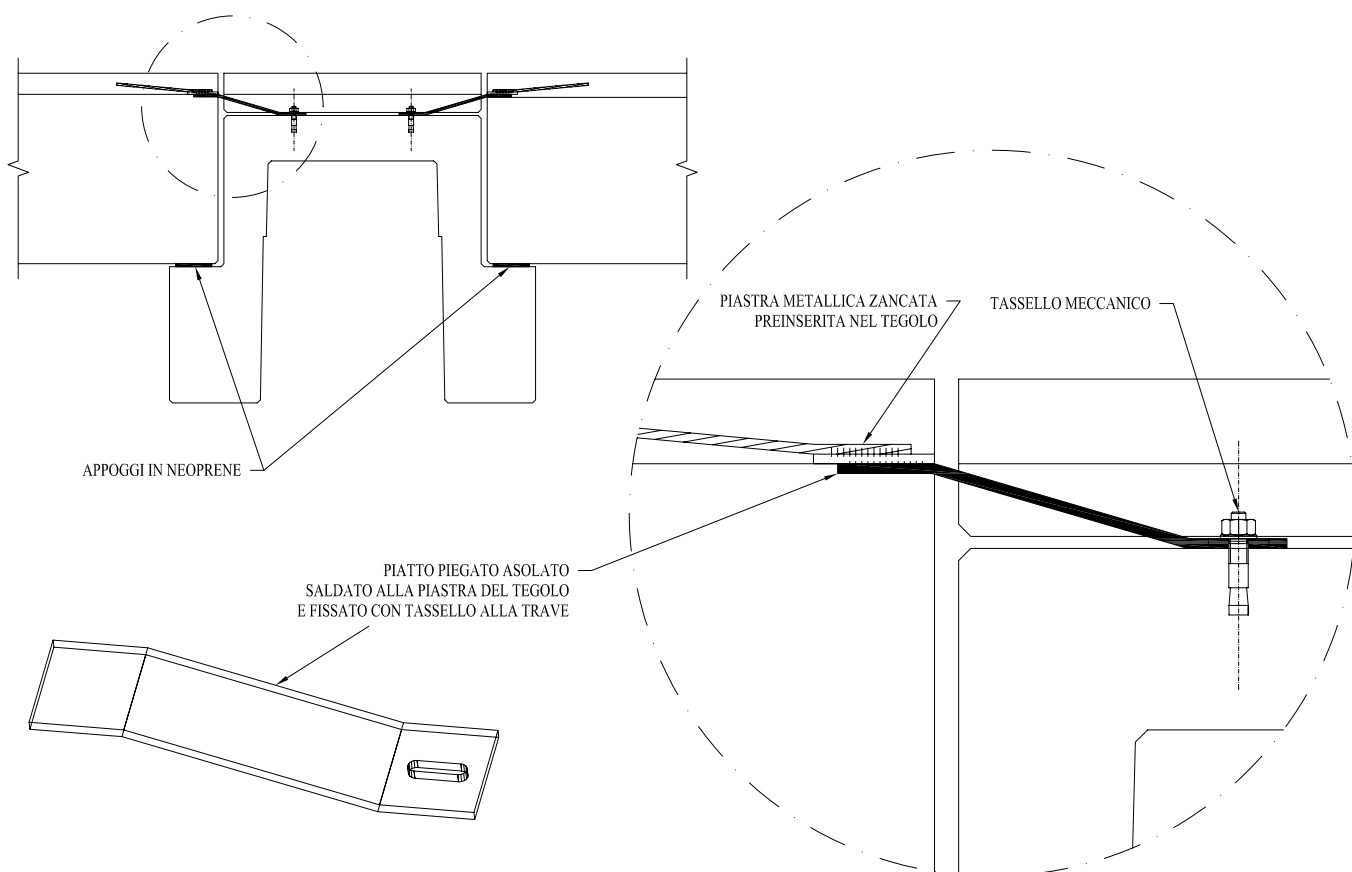 PIASTRA METALLICA ZANCATA
PREINSERITA NEL TEGOLO
TASSELLO MECCANICO
APPOGGI IN NEOPRENE
PIATTO PIEGATO ASOLATO
SALDATO ALLA PIASTRA DEL TEGOLO
E FISSATO CON TASSELLO ALLA TRAVE